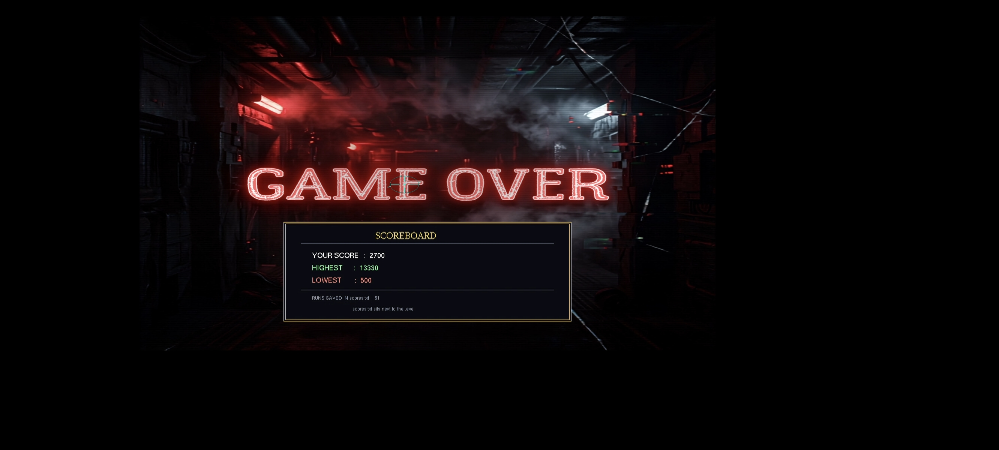 GAME OVER
SCOREBOARD
YOUR SCORE : 2700
HIGHEST : 13330
LOWEST : 500
RUNS SAVED IN scores.txt : 51
scores.txt sits next to the .exe